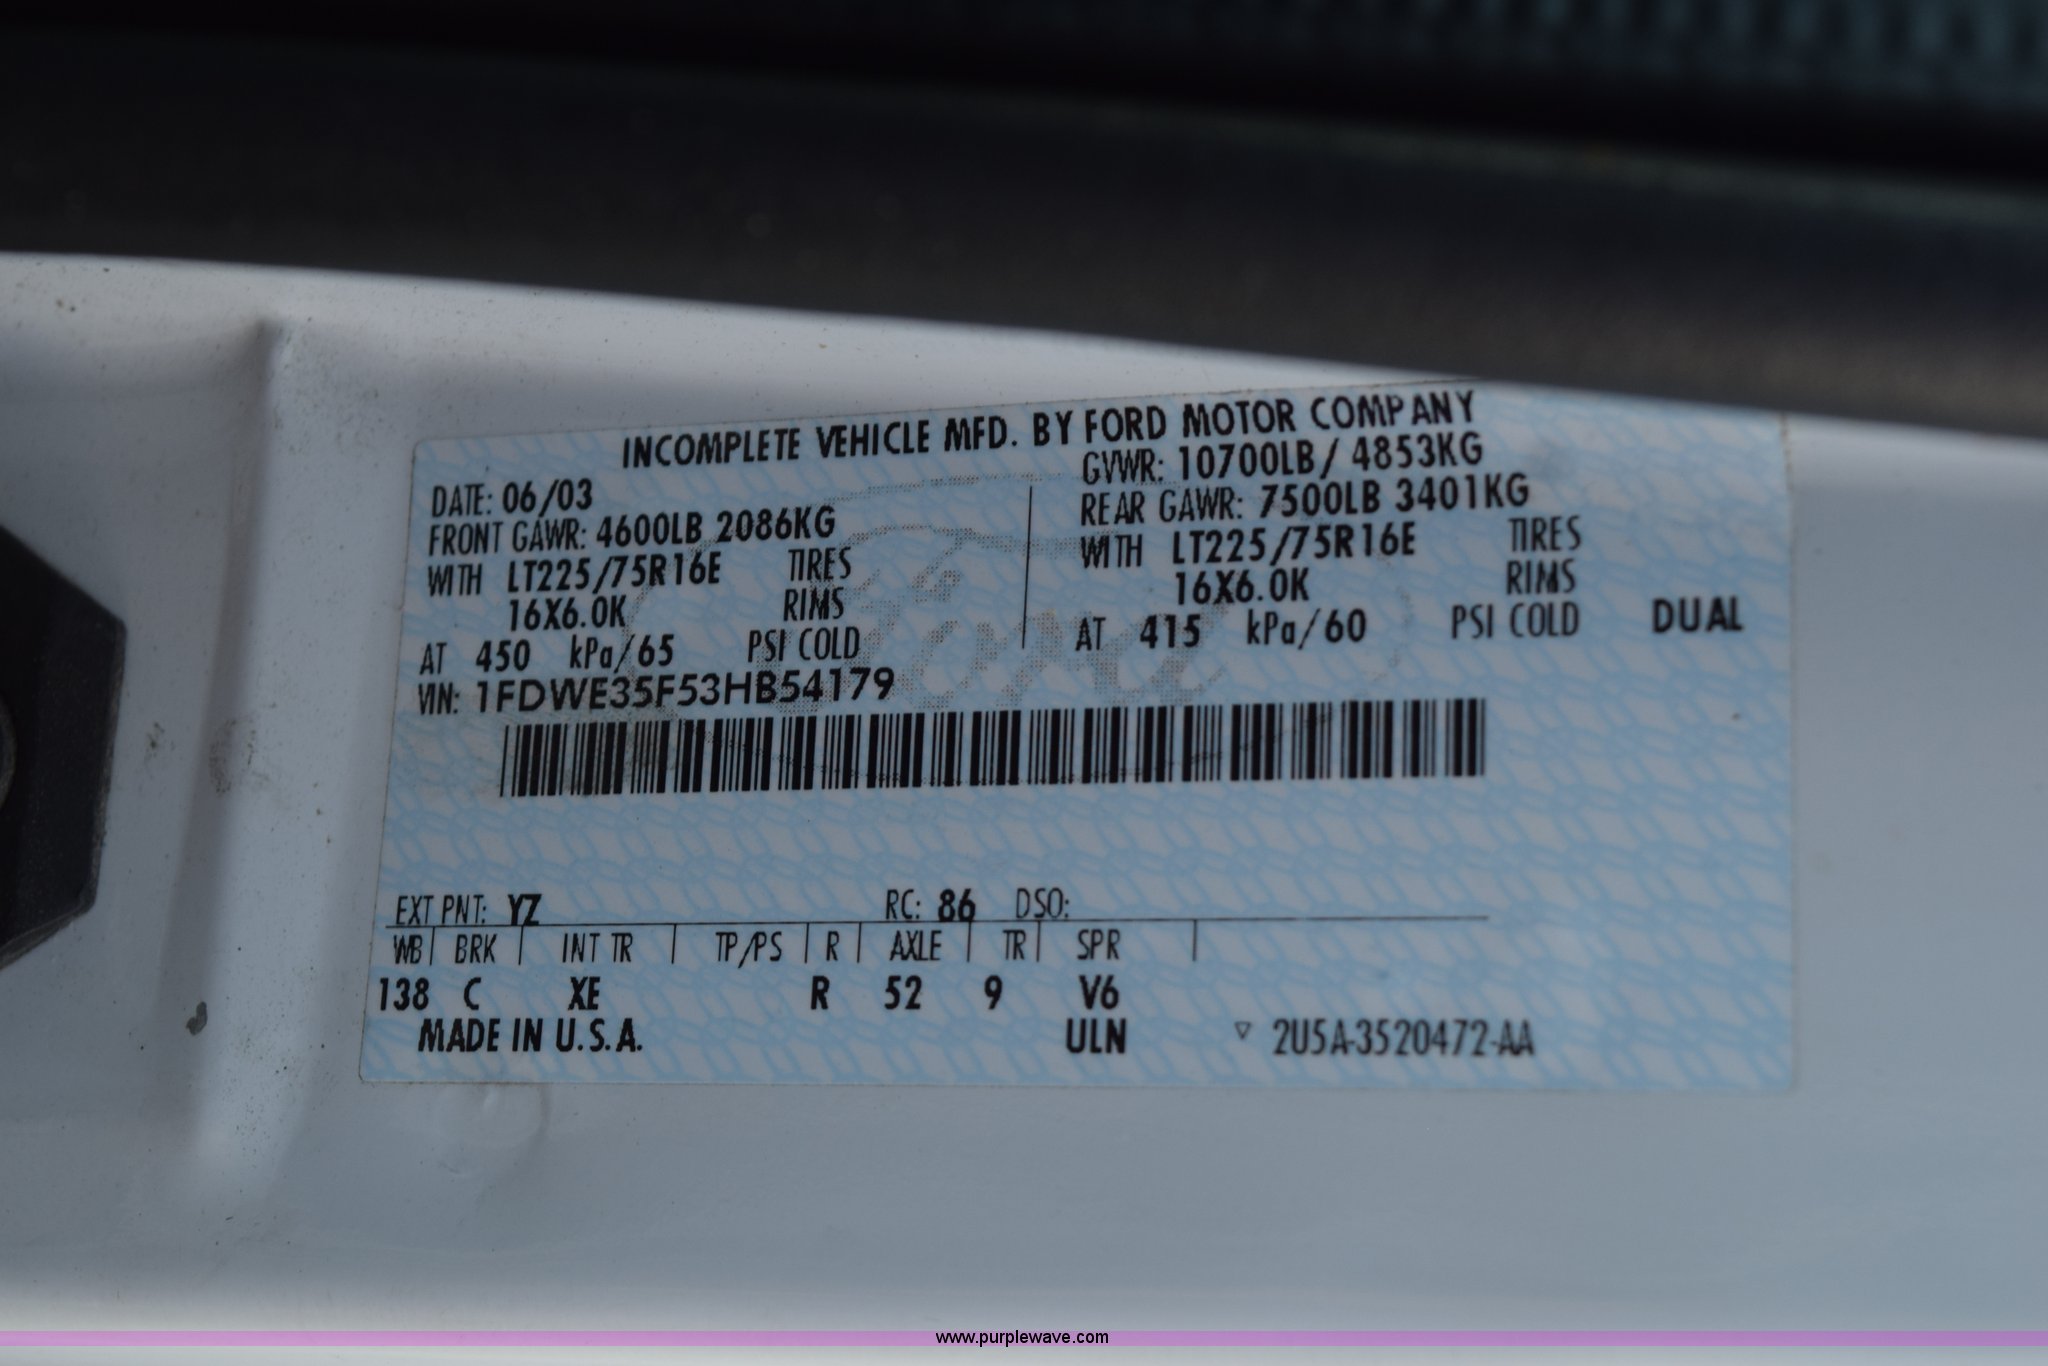 INCOMPLETE VEHICLE MFD. BY FORD MOTOR COMPANY
DATE: 06/03
GVWR: 10700LB / 4853KG
FRONT GAWR: 4600LB 2086KG
REAR GAWR: 7500LB 3401KG
WITH LT225/75R16E TIRES
WITH LT225/75R16E TIRES
16X6.0K RIMS
16X6.0K RIMS
AT 450 kPa/65 PSI COLD
AT 415 kPa/60 PSI COLD DUAL
VIN: 1FDWE35F53HB54179
EXT PNT: YZ RC: 86 DSO:
WB BRK INT TR TP/PS R AXLE TR SPR
138 C XE R 52 9 V6
MADE IN U.S.A. ULN ▽ 2U5A-3520472-AA
www.purplewave.com